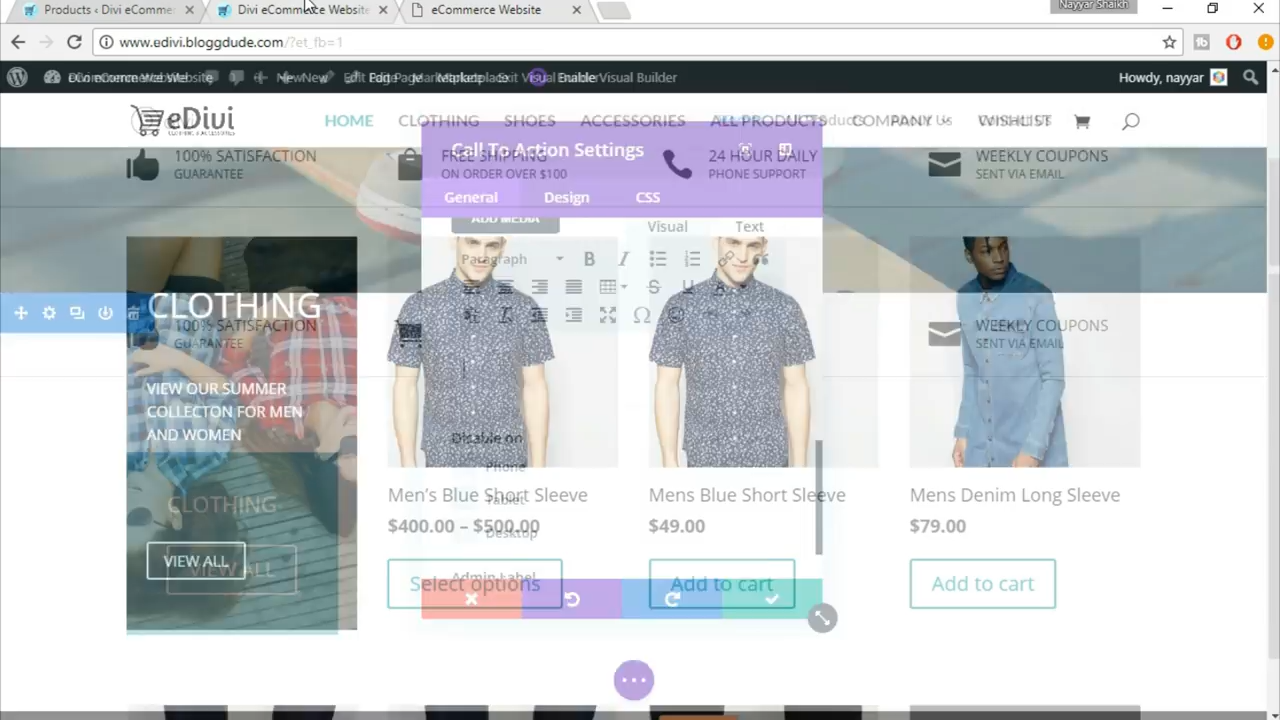 Nayyar Shaikh
Products ‹ Divi eComme
Divi eCommerce Website
eCommerce Website
www.edivi.bloggdude.com/?et_fb=1
New
Edit Page
Enable Visual Builder
Howdy, nayyar
eDivi
CLOTHING & ACCESSORIES
HOME
CLOTHING
SHOES
ACCESSORIES
ALL PRODUCTS
COMPANY
WISHLIST
100% SATISFACTION
GUARANTEE
FREE SHIPPING
ON ORDER OVER $100
24 HOUR DAILY
PHONE SUPPORT
WEEKLY COUPONS
SENT VIA EMAIL
Call To Action Settings
General
Design
CSS
ADD MEDIA
Visual
Text
Paragraph
CLOTHING
100% SATISFACTION
GUARANTEE
WEEKLY COUPONS
SENT VIA EMAIL
VIEW OUR SUMMER
COLLECTON FOR MEN
AND WOMEN
Disable on
Phone
Tablet
Desktop
Admin Label
CLOTHING
VIEW ALL
VIEW ALL
Men's Blue Short Sleeve
$400.00 – $500.00
Select options
Mens Blue Short Sleeve
$49.00
Add to cart
Mens Denim Long Sleeve
$79.00
Add to cart